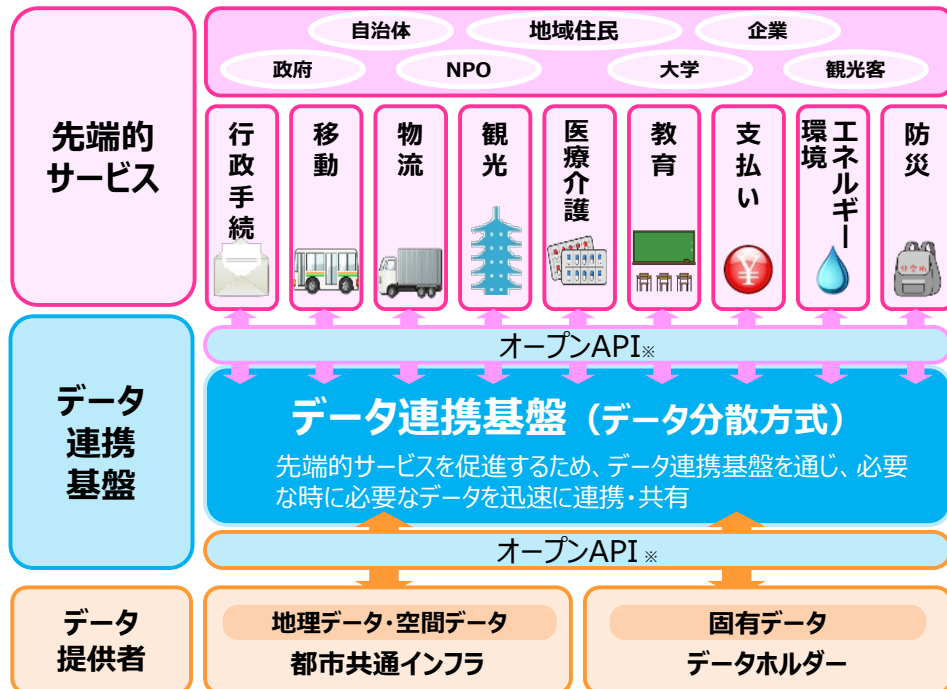 自治体
地域住民
企業
政府
NPO
大学
観光客
先端的
サービス
行政手続
移動
物流
観光
医療介護
教育
支払い
エネルギー
環境
防災
オープンAPI※
データ
連携
基盤
データ連携基盤（データ分散方式）
先端的サービスを促進するため、データ連携基盤を通じ、必要
な時に必要なデータを迅速に連携・共有
オープンAPI※
データ
提供者
地理データ・空間データ
都市共通インフラ
固有データ
データホルダー